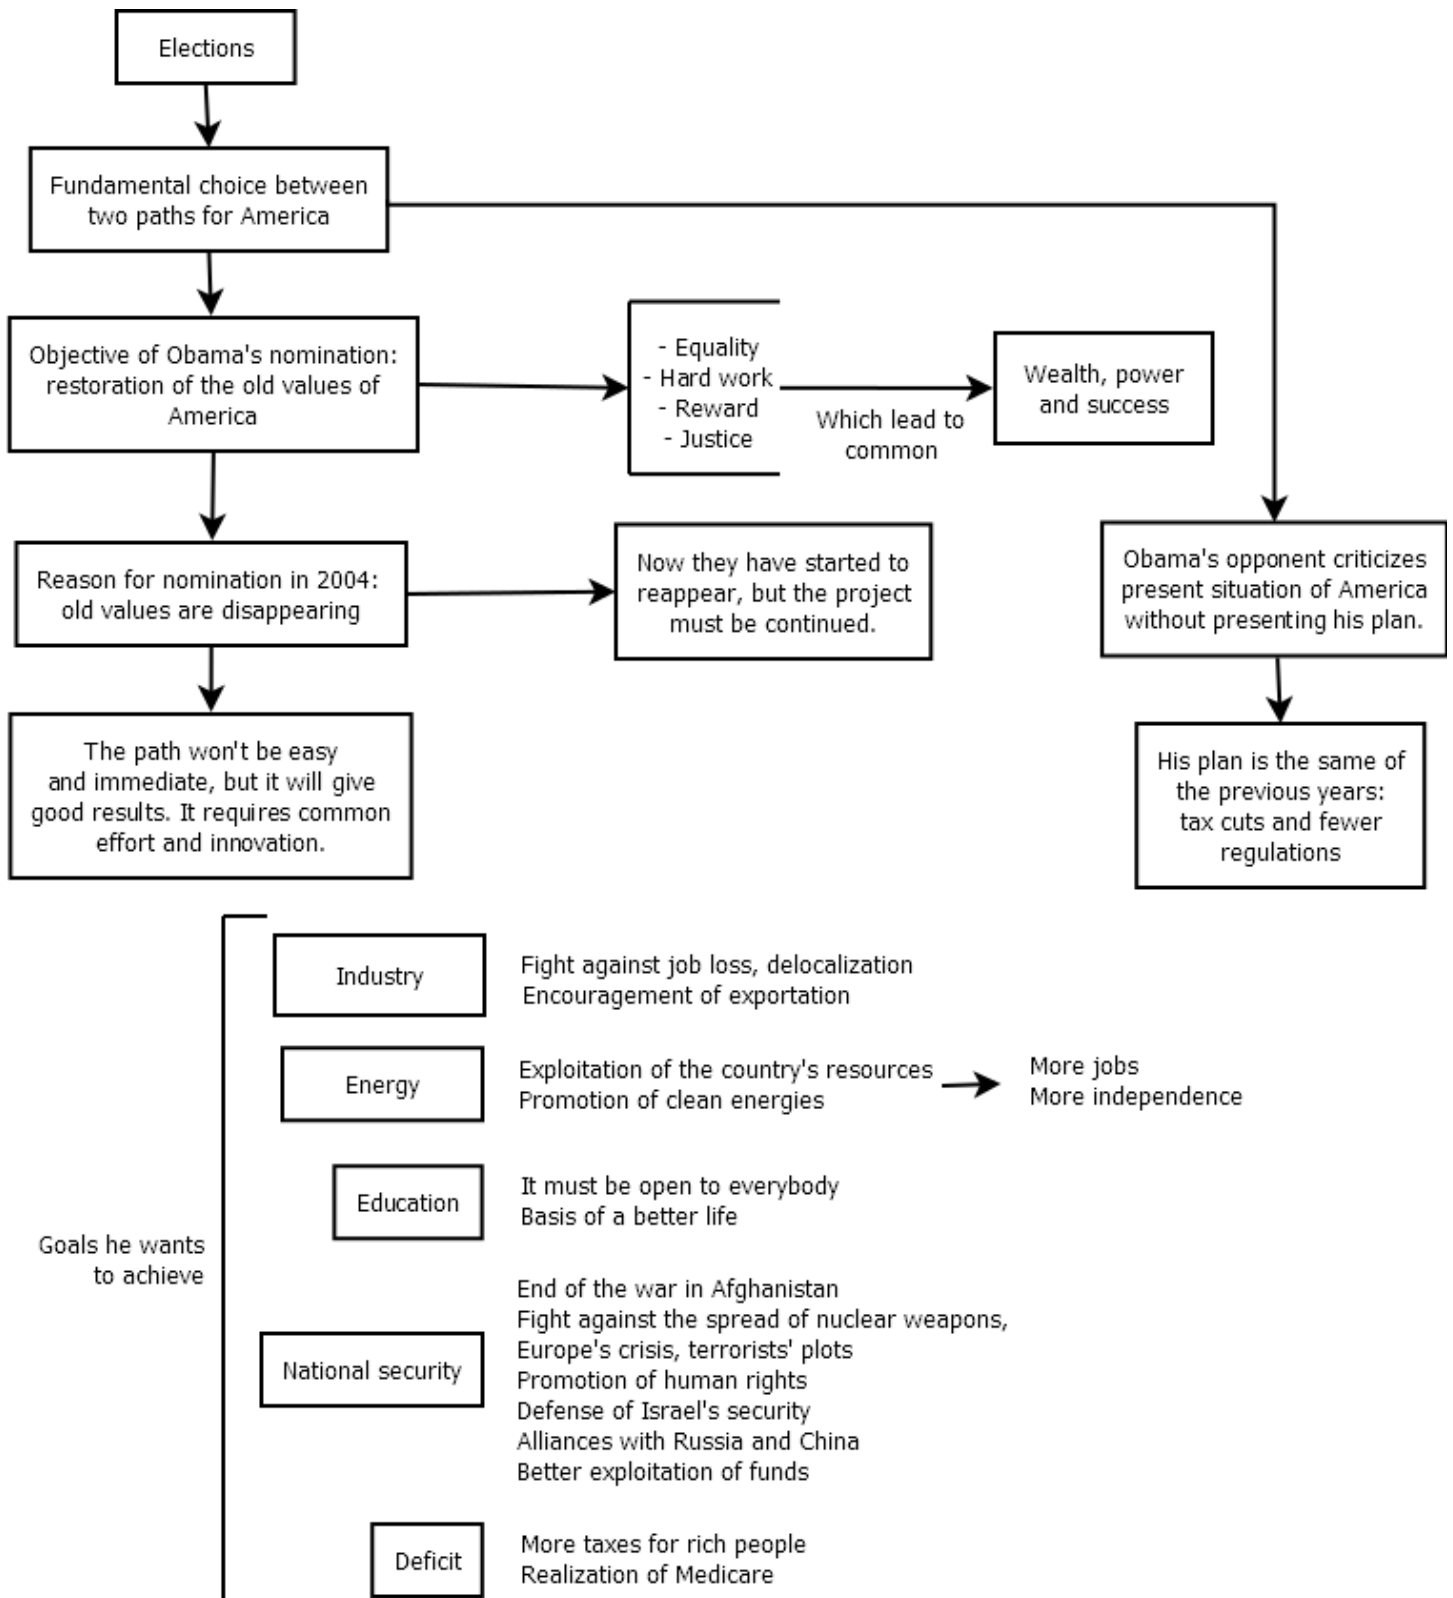 Elections
Fundamental choice between
two paths for America
Objective of Obama's nomination:
restoration of the old values of
America
- Equality
- Hard work
- Reward
- Justice
Which lead to
common
Wealth, power
and success
Reason for nomination in 2004:
old values are disappearing
Now they have started to
reappear, but the project
must be continued.
Obama's opponent criticizes
present situation of America
without presenting his plan.
The path won't be easy
and immediate, but it will give
good results. It requires common
effort and innovation.
His plan is the same of
the previous years:
tax cuts and fewer
regulations
Goals he wants
to achieve
Industry
Fight against job loss, delocalization
Encouragement of exportation
Energy
Exploitation of the country's resources
Promotion of clean energies
More jobs
More independence
Education
It must be open to everybody
Basis of a better life
National security
End of the war in Afghanistan
Fight against the spread of nuclear weapons,
Europe's crisis, terrorists' plots
Promotion of human rights
Defense of Israel's security
Alliances with Russia and China
Better exploitation of funds
Deficit
More taxes for rich people
Realization of Medicare